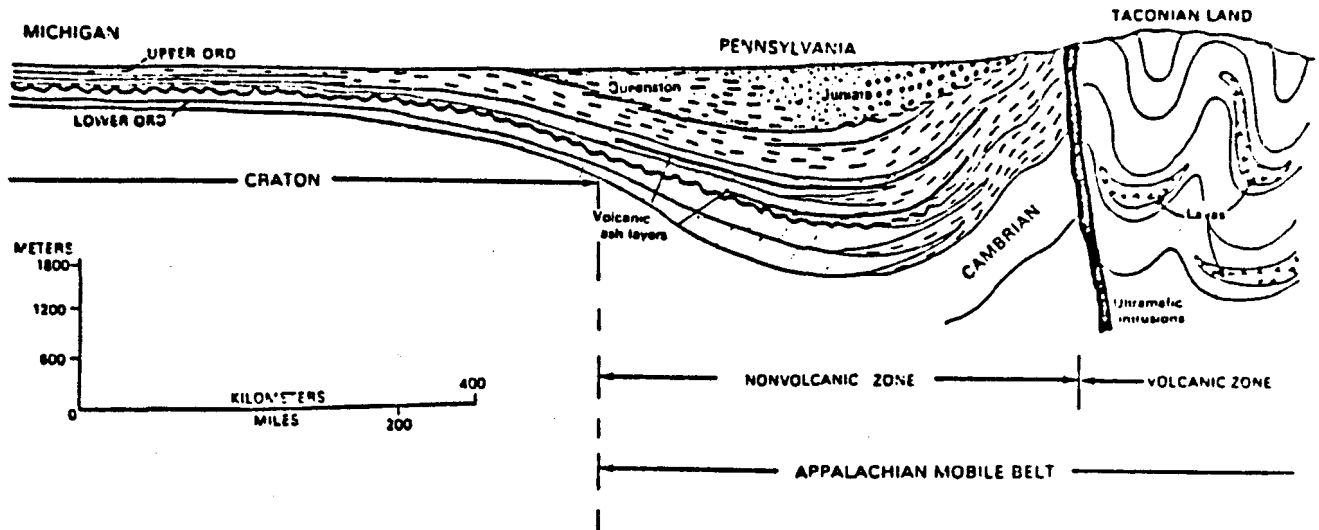 TACONIAN LAND
MICHIGAN
UPPER ORD
PENNSYLVANIA
Queenston
Juniata
LOWER ORD
CRATON
Volcanic
ash layers
CAMBRIAN
Lavas
Ultramafic
intrusions
METERS
1800
1200
600
0
KILOMETERS
400
MILES
200
NONVOLCANIC ZONE
VOLCANIC ZONE
APPALACHIAN MOBILE BELT